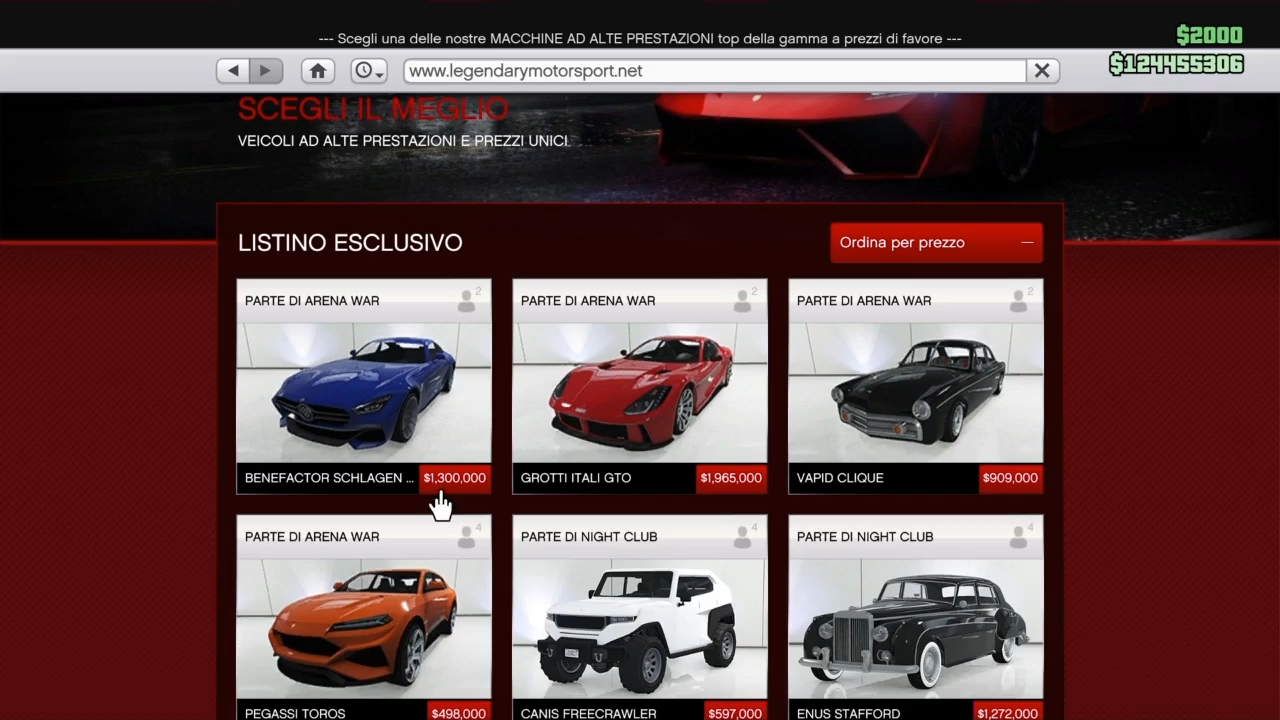 --- Scegli una delle nostre MACCHINE AD ALTE PRESTAZIONI top della gamma a prezzi di favore ---
$2000
www.legendarymotorsport.net
$124455306
SCEGLI IL MEGLIO
VEICOLI AD ALTE PRESTAZIONI E PREZZI UNICI.
LISTINO ESCLUSIVO
Ordina per prezzo
PARTE DI ARENA WAR 2
PARTE DI ARENA WAR 2
PARTE DI ARENA WAR 2
BENEFACTOR SCHLAGEN ... $1,300,000
GROTTI ITALI GTO $1,965,000
VAPID CLIQUE $909,000
PARTE DI ARENA WAR 4
PARTE DI NIGHT CLUB 4
PARTE DI NIGHT CLUB 4
PEGASSI TOROS $498,000
CANIS FREECRAWLER $597,000
ENUS STAFFORD $1,272,000